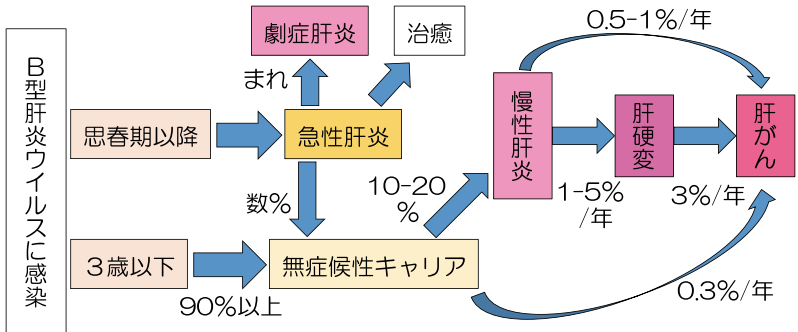 B型肝炎ウイルスに感染
思春期以降
３歳以下
90%以上
急性肝炎
まれ
劇症肝炎
治癒
数%
無症候性キャリア
10-20
%
慢性肝炎
1-5%
/年
肝硬変
3%/年
肝がん
0.5-1%/年
0.3%/年